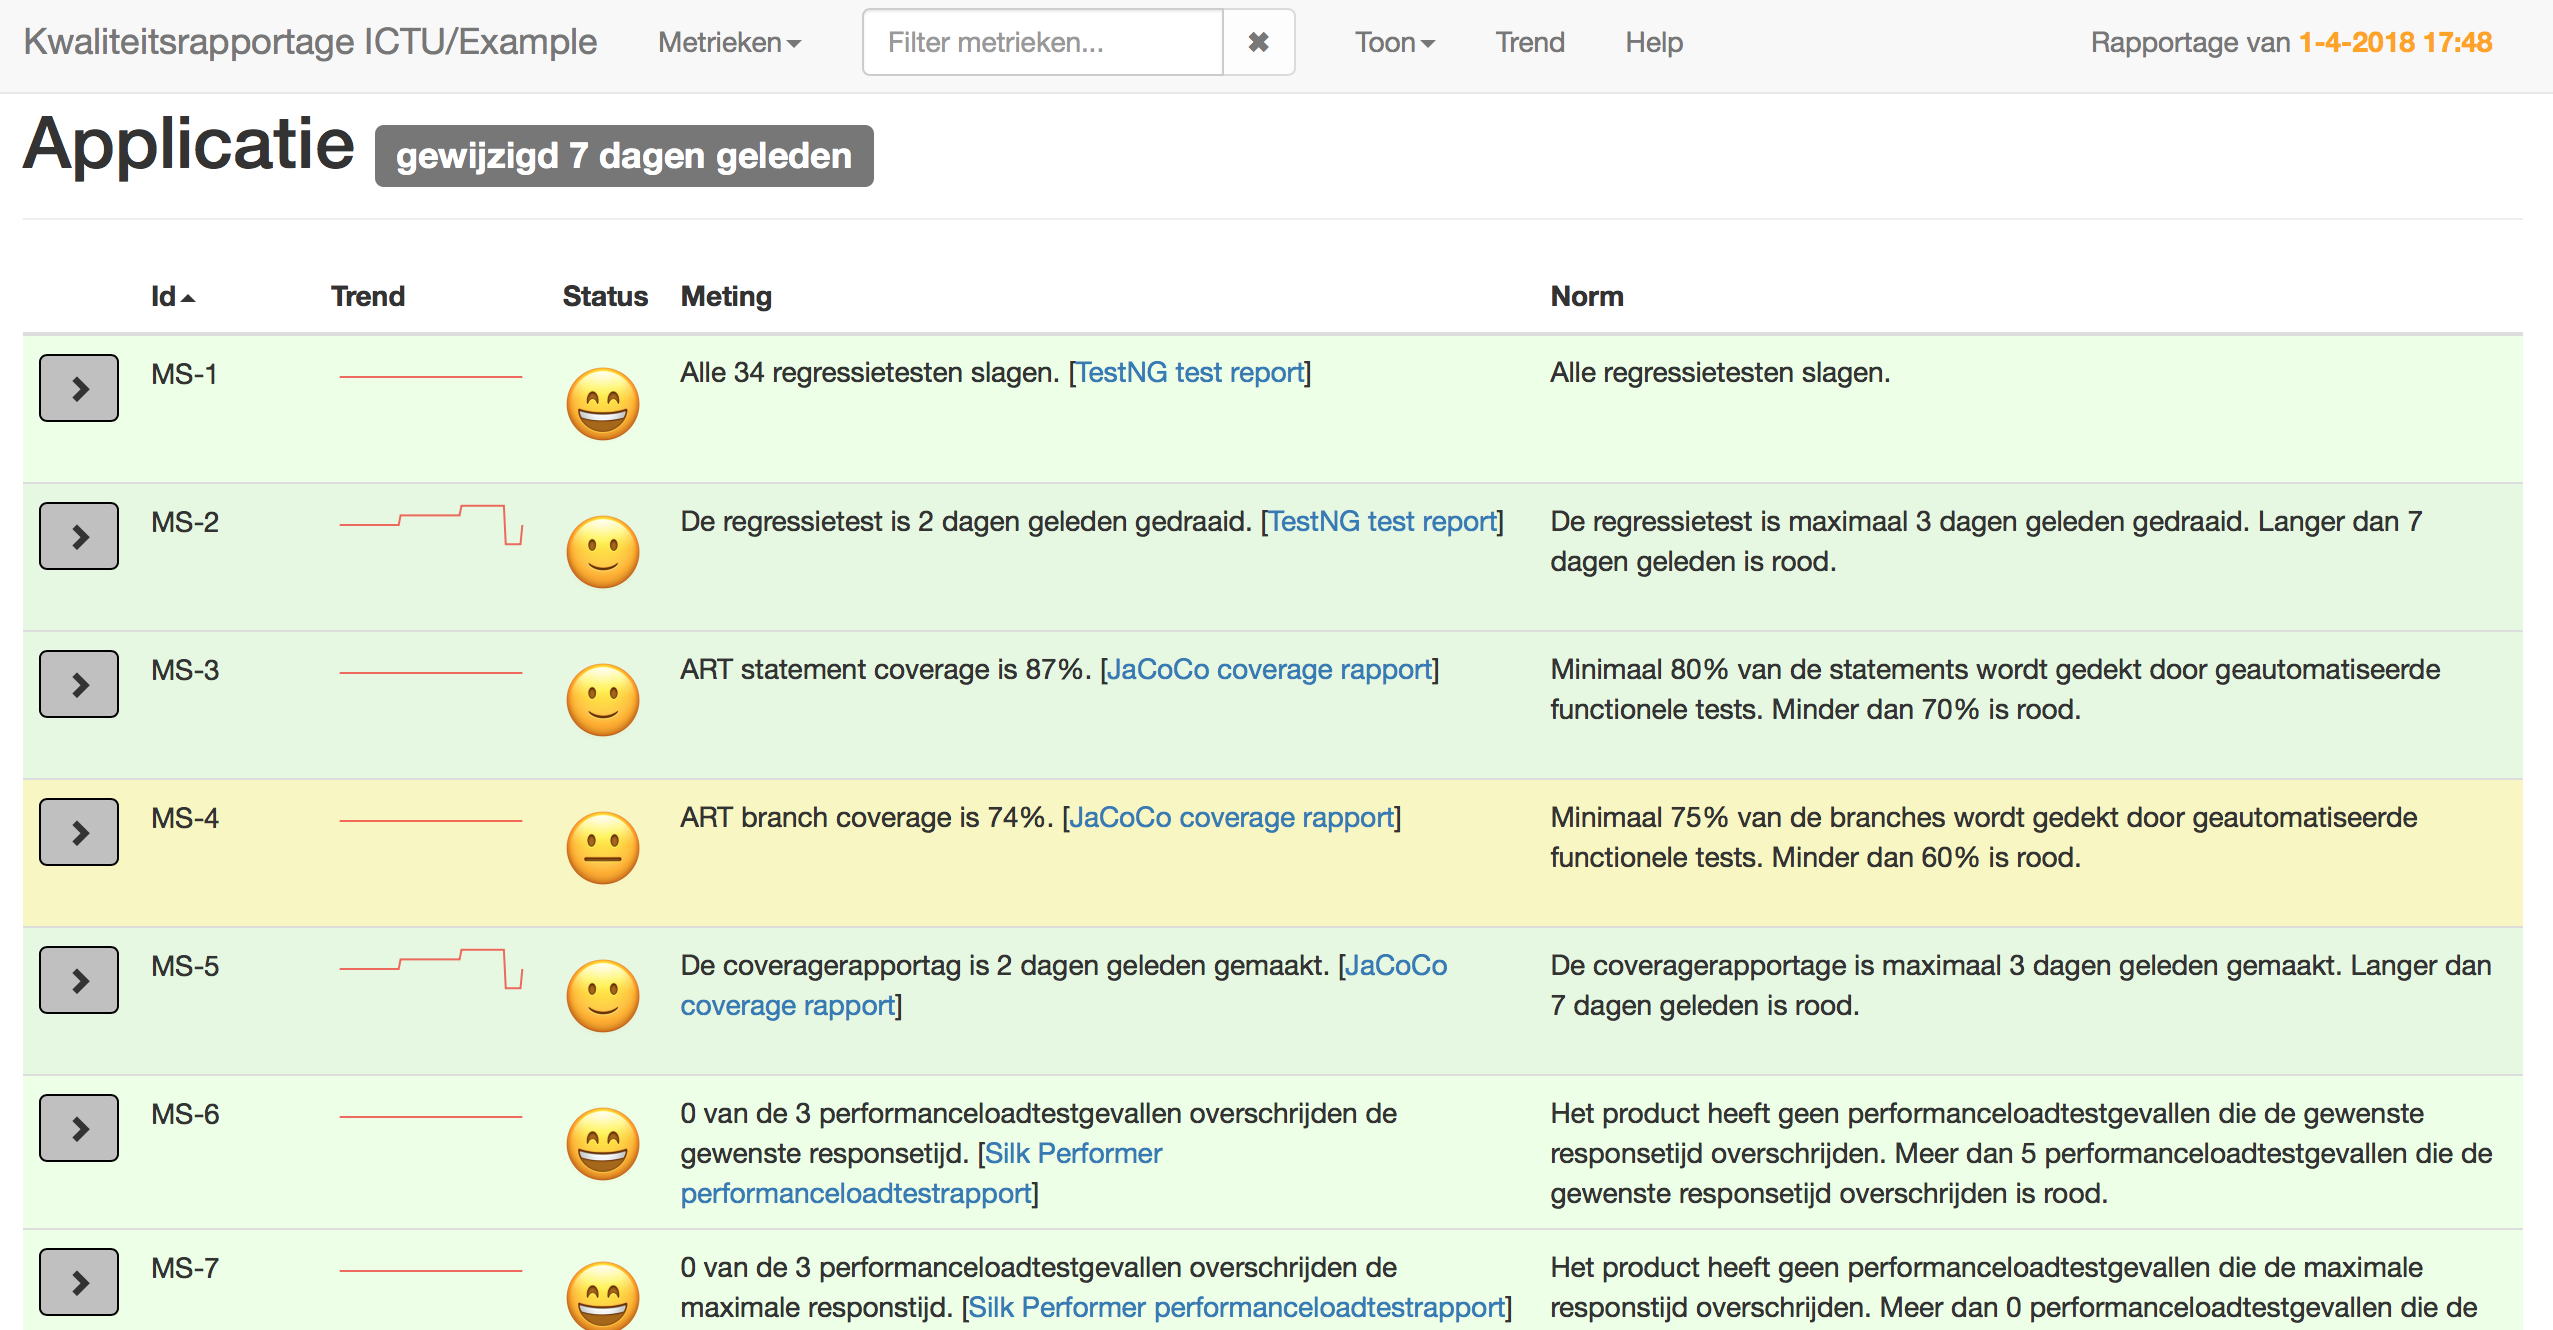 Kwaliteitsrapportage ICTU/Example Metrieken Filter metrieken... ✖ Toon Trend Help Rapportage van 1-4-2018 17:48
Applicatie gewijzigd 7 dagen geleden
Id Trend Status Meting Norm
MS-1 Alle 34 regressietesten slagen. [TestNG test report] Alle regressietesten slagen.
MS-2 De regressietest is 2 dagen geleden gedraaid. [TestNG test report] De regressietest is maximaal 3 dagen geleden gedraaid. Langer dan 7
dagen geleden is rood.
MS-3 ART statement coverage is 87%. [JaCoCo coverage rapport] Minimaal 80% van de statements wordt gedekt door geautomatiseerde
functionele tests. Minder dan 70% is rood.
MS-4 ART branch coverage is 74%. [JaCoCo coverage rapport] Minimaal 75% van de branches wordt gedekt door geautomatiseerde
functionele tests. Minder dan 60% is rood.
MS-5 De coveragerapportag is 2 dagen geleden gemaakt. [JaCoCo De coveragerapportage is maximaal 3 dagen geleden gemaakt. Langer dan
coverage rapport] 7 dagen geleden is rood.
MS-6 0 van de 3 performanceloadtestgevallen overschrijden de Het product heeft geen performanceloadtestgevallen die de gewenste
gewenste responsetijd. [Silk Performer responsetijd overschrijden. Meer dan 5 performanceloadtestgevallen die de
performanceloadtestrapport] gewenste responsetijd overschrijden is rood.
MS-7 0 van de 3 performanceloadtestgevallen overschrijden de Het product heeft geen performanceloadtestgevallen die de maximale
maximale responstijd. [Silk Performer performanceloadtestrapport] responstijd overschrijden. Meer dan 0 performanceloadtestgevallen die de